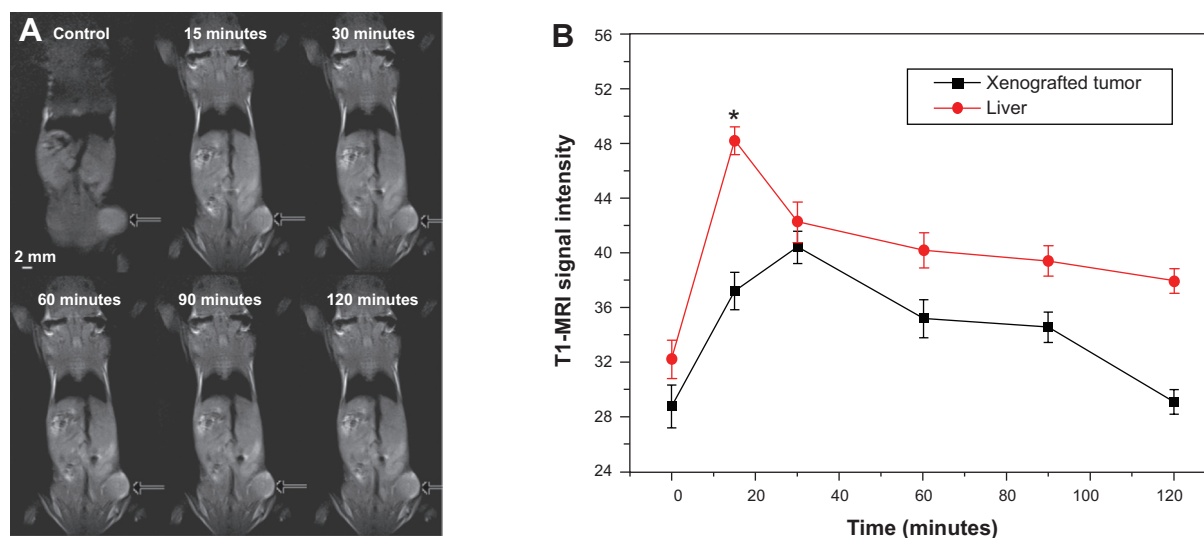 A
Control
15 minutes
30 minutes
2 mm
60 minutes
90 minutes
120 minutes
B
56
52
48
44
40
36
32
28
24
T1-MRI signal intensity
*
Xenografted tumor
Liver
0
20
40
60
80
100
120
Time (minutes)